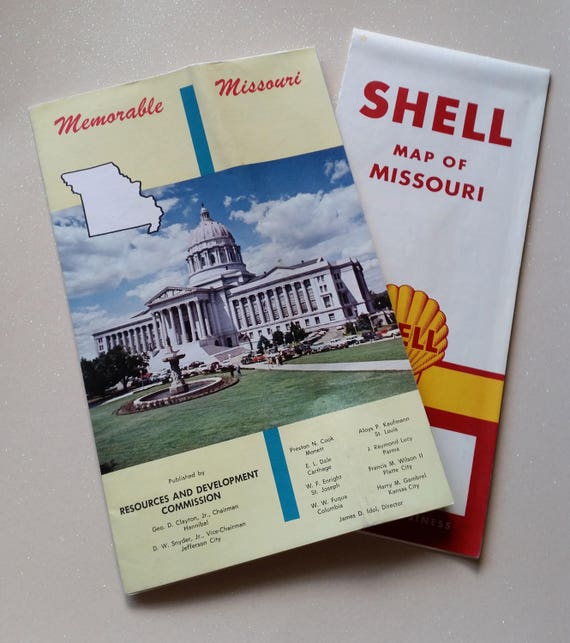 Memorable Missouri
Published by
RESOURCES AND DEVELOPMENT
COMMISSION
Geo. D. Clayton, Jr., Chairman
Hannibal
D. W. Snyder, Jr., Vice-Chairman
Jefferson City
Preston N. Cook
Monett
E. L. Dale
Carthage
W. F. Enright
St. Joseph
W. W. Fuqua
Columbia
Aloys P. Kaufmann
St. Louis
J. Raymond Lucy
Parma
Francis M. Wilson II
Platte City
Harry M. Gambrel
Kansas City
James D. Idol, Director
SHELL
MAP OF
MISSOURI
ELL
SINESS